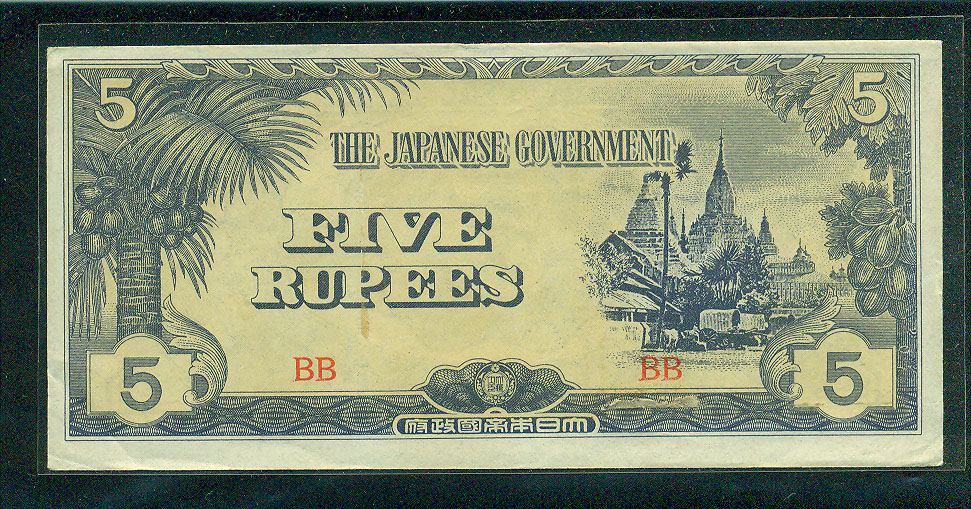 5 5
THE JAPANESE GOVERNMENT
FIVE
RUPEES
BB BB
5 5
大日本帝國政府